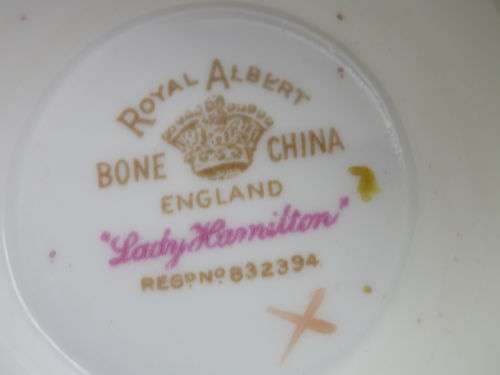 ROYAL ALBERT
BONE CHINA
ENGLAND
"Lady Hamilton"
REGD NO 832394